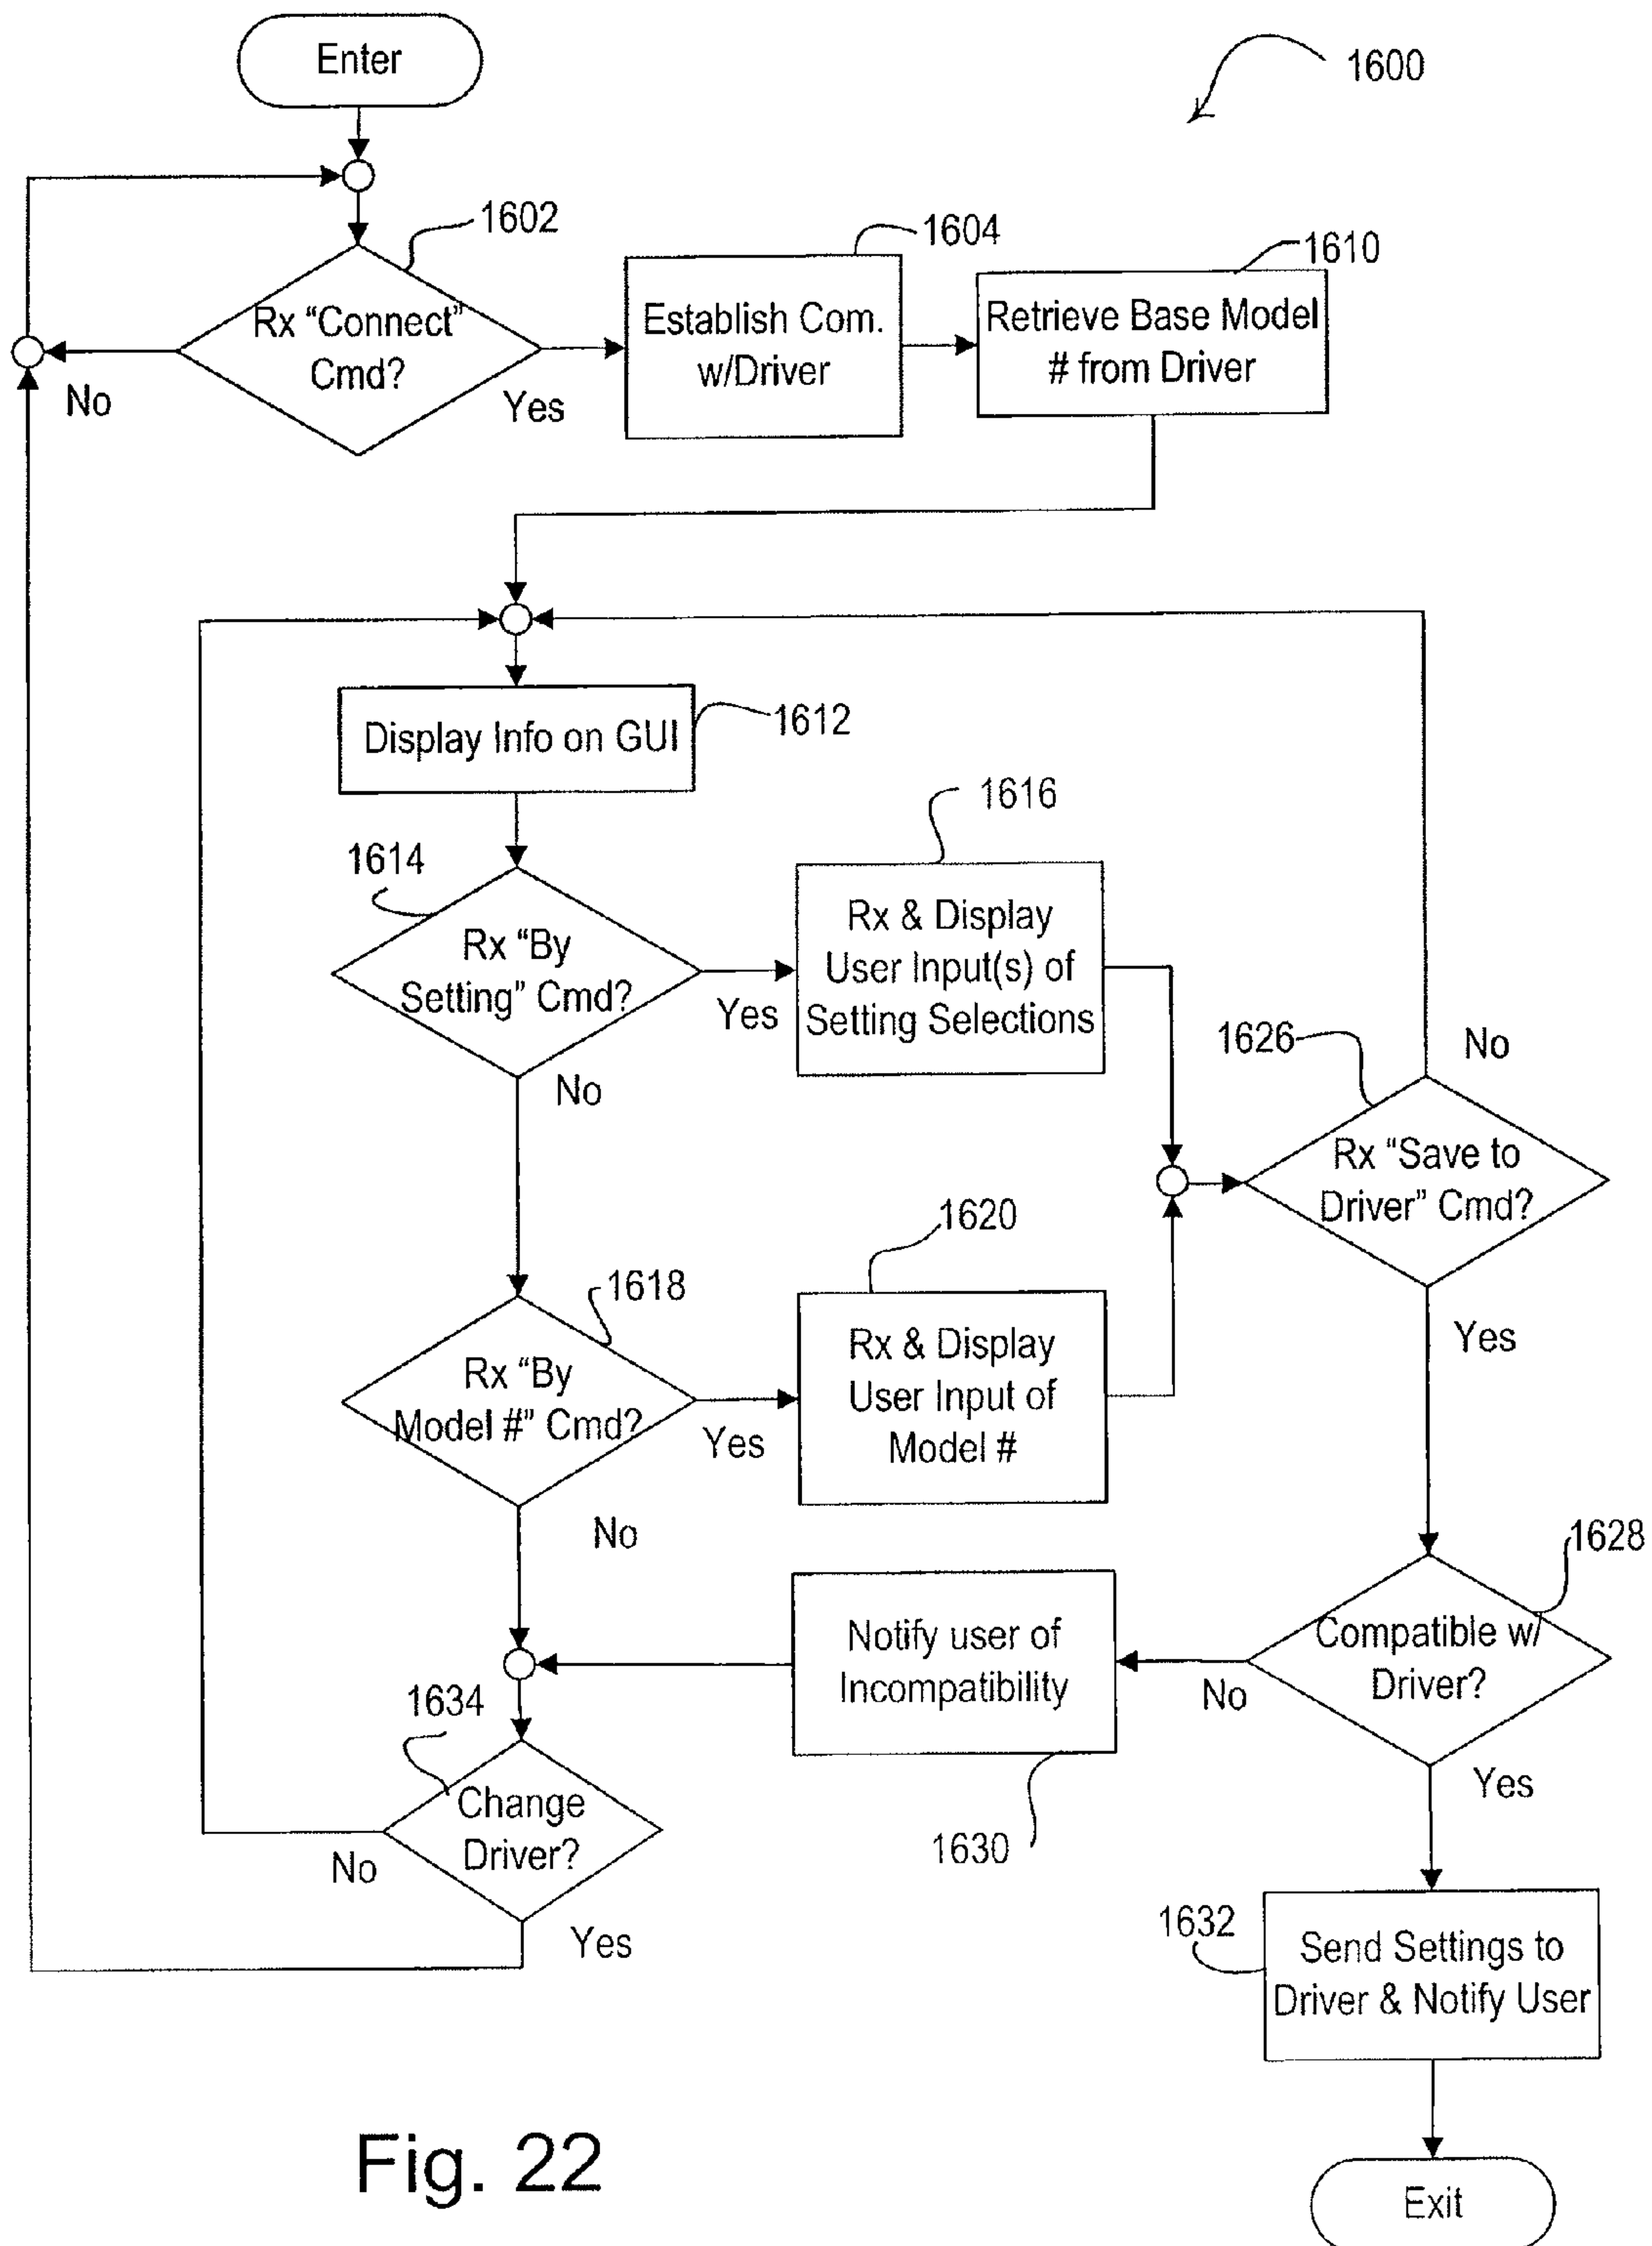 Enter
1600
1602
1604
1610
Rx “Connect”
Cmd?
No
Yes
Establish Com.
w/Driver
Retrieve Base Model
# from Driver
Display Info on GUI
1612
1614
1616
Rx “By
Setting” Cmd?
Yes
No
Rx & Display
User Input(s) of
Setting Selections
1626
No
Rx “Save to
Driver” Cmd?
Yes
1618
1620
Rx “By
Model #” Cmd?
Yes
No
Rx & Display
User Input of
Model #
1628
Compatible w/
Driver?
No
Yes
Notify user of
Incompatibility
1630
1634
Change
Driver?
No
Yes
1632
Send Settings to
Driver & Notify User
Exit
Fig. 22